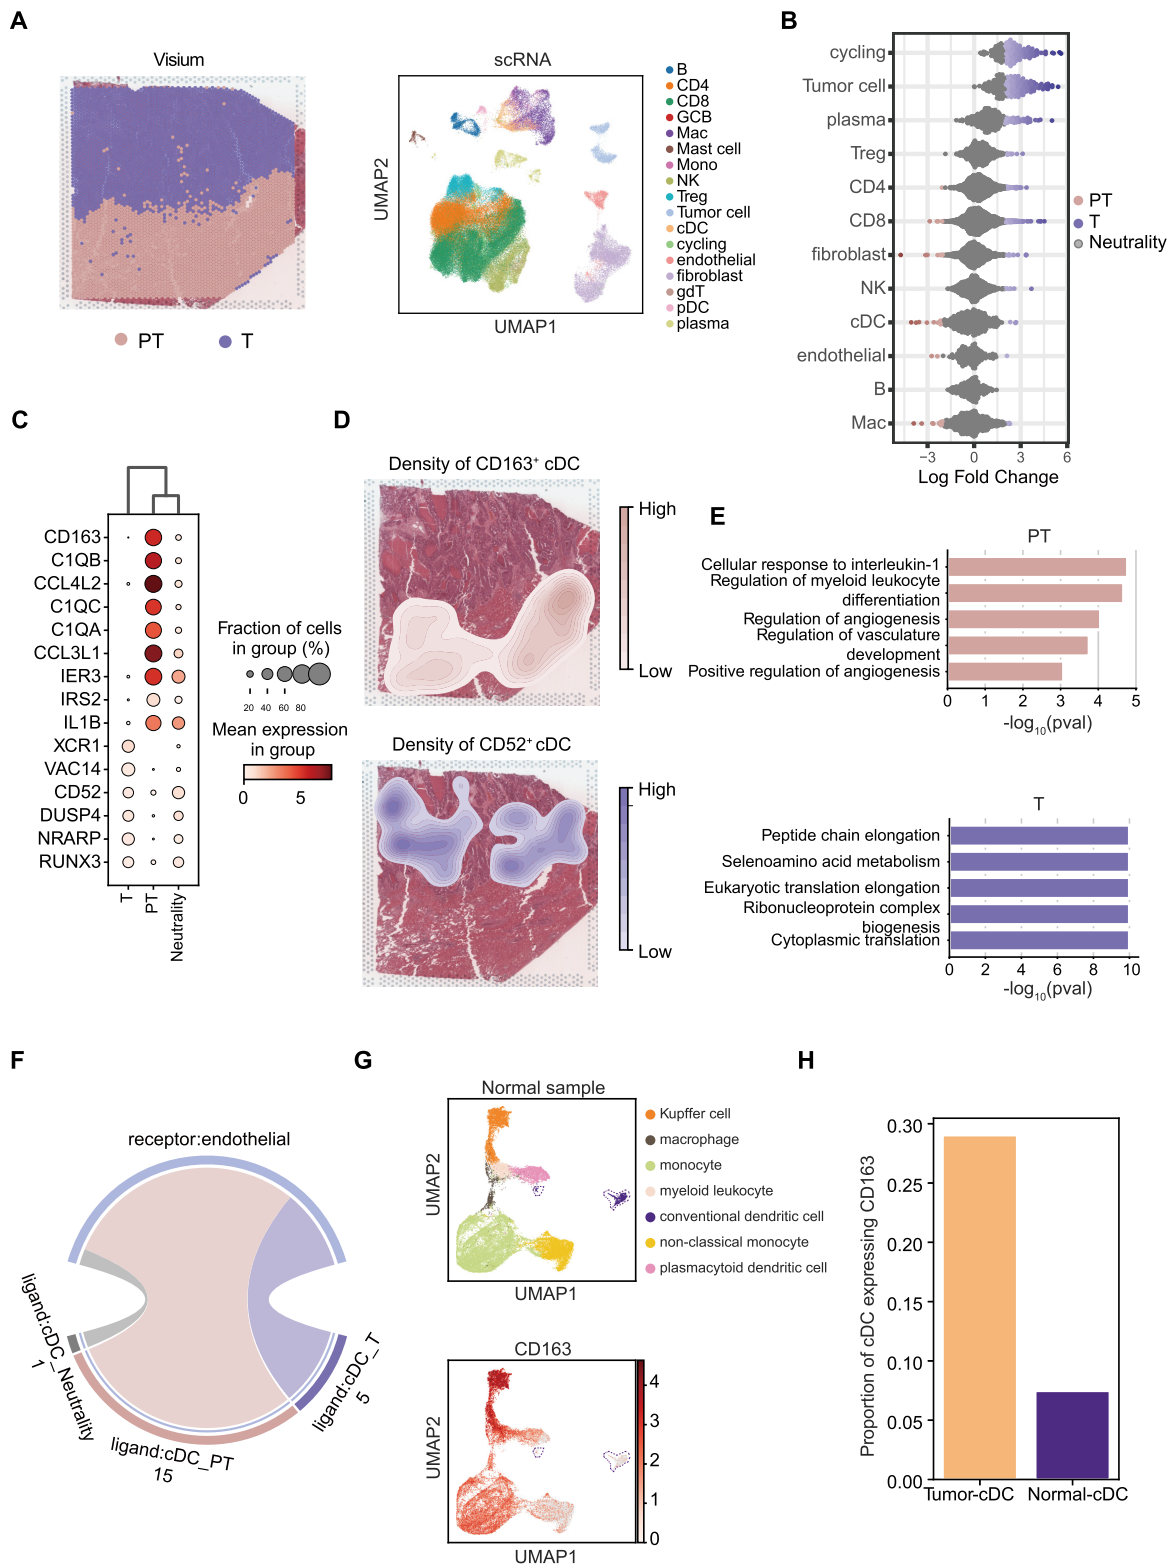 A
Visium
PT
T
scRNA
UMAP2
UMAP1
B
CD4
CD8
GCB
Mac
Mast cell
Mono
NK
Treg
Tumor cell
cDC
cycling
endothelial
fibroblast
gdT
pDC
plasma
B
cycling
Tumor cell
plasma
Treg
CD4
CD8
fibroblast
NK
cDC
endothelial
B
Mac
−3
0
3
6
Log Fold Change
PT
T
Neutrality
C
CD163
C1QB
CCL4L2
C1QC
C1QA
CCL3L1
IER3
IRS2
IL1B
XCR1
VAC14
CD52
DUSP4
NRARP
RUNX3
T
PT
Neutrality
Fraction of cells
in group (%)
20 40 60 80
Mean expression
in group
0 5
D
Density of CD163+ cDC
High
Low
Density of CD52+ cDC
High
Low
E
PT
Cellular response to interleukin-1
Regulation of myeloid leukocyte
differentiation
Regulation of angiogenesis
Regulation of vasculature
development
Positive regulation of angiogenesis
0 1 2 3 4 5
-log10(pval)
T
Peptide chain elongation
Selenoamino acid metabolism
Eukaryotic translation elongation
Ribonucleoprotein complex
biogenesis
Cytoplasmic translation
0 2 4 6 8 10
-log10(pval)
F
receptor:endothelial
ligand:cDC_Neutrality
1
ligand:cDC_PT
15
ligand:cDC_T
5
G
Normal sample
UMAP2
UMAP1
Kupffer cell
macrophage
monocyte
myeloid leukocyte
conventional dendritic cell
non-classical monocyte
plasmacytoid dendritic cell
CD163
UMAP2
UMAP1
4
3
2
1
0
H
Proportion of cDC expressing CD163
0.30
0.25
0.20
0.15
0.10
0.05
0.00
Tumor-cDC
Normal-cDC